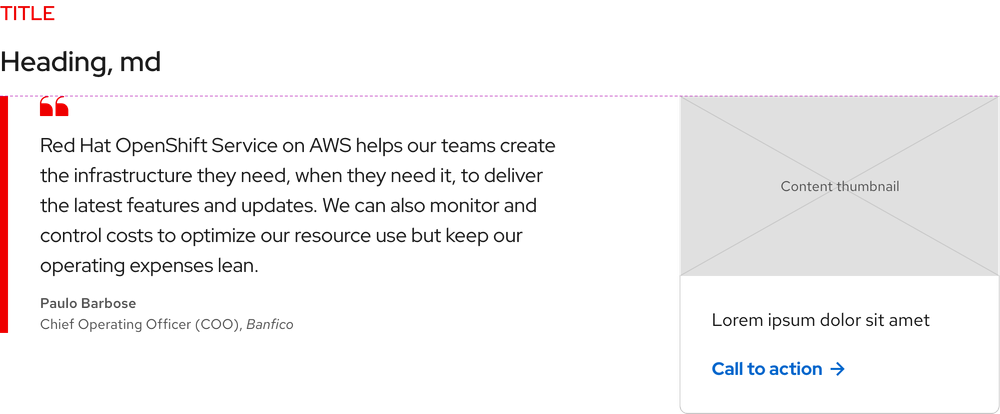 TITLE
Heading, md
❝
Red Hat OpenShift Service on AWS helps our teams create
the infrastructure they need, when they need it, to deliver
the latest features and updates. We can also monitor and
control costs to optimize our resource use but keep our
operating expenses lean.
Paulo Barbose
Chief Operating Officer (COO), Banfico
Content thumbnail
Lorem ipsum dolor sit amet
Call to action →